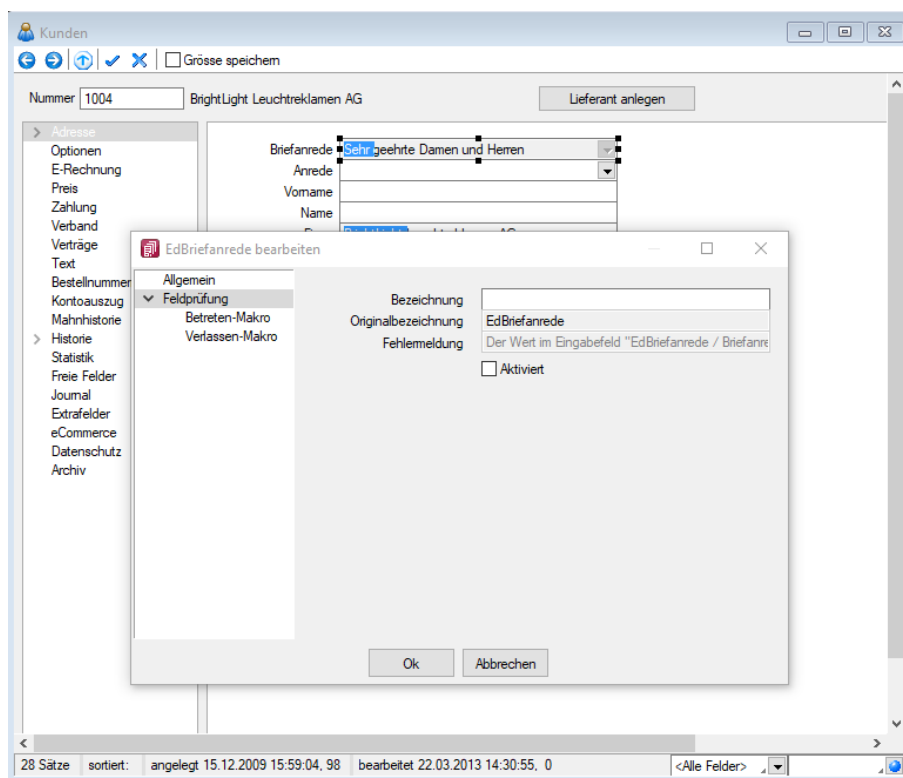 Kunden
Grösse speichern
Nummer 1004 BrightLight Leuchtreklamen AG Lieferant anlegen
Adresse
Optionen
E-Rechnung
Preis
Zahlung
Verband
Verträge
Text
Bestellnummer
Kontoauszug
Mahnhistorie
Historie
Statistik
Freie Felder
Journal
Extrafelder
eCommerce
Datenschutz
Archiv
Briefanrede Sehr geehrte Damen und Herren
Anrede
Vorname
Name
EdBriefanrede bearbeiten
Allgemein
Feldprüfung
Betreten-Makro
Verlassen-Makro
Bezeichnung
Originalbezeichnung EdBriefanrede
Fehlermeldung Der Wert im Eingabefeld "EdBriefanrede / Briefanre
Aktiviert
Ok Abbrechen
28 Sätze sortiert: angelegt 15.12.2009 15:59:04, 98 bearbeitet 22.03.2013 14:30:55, 0 <Alle Felder>